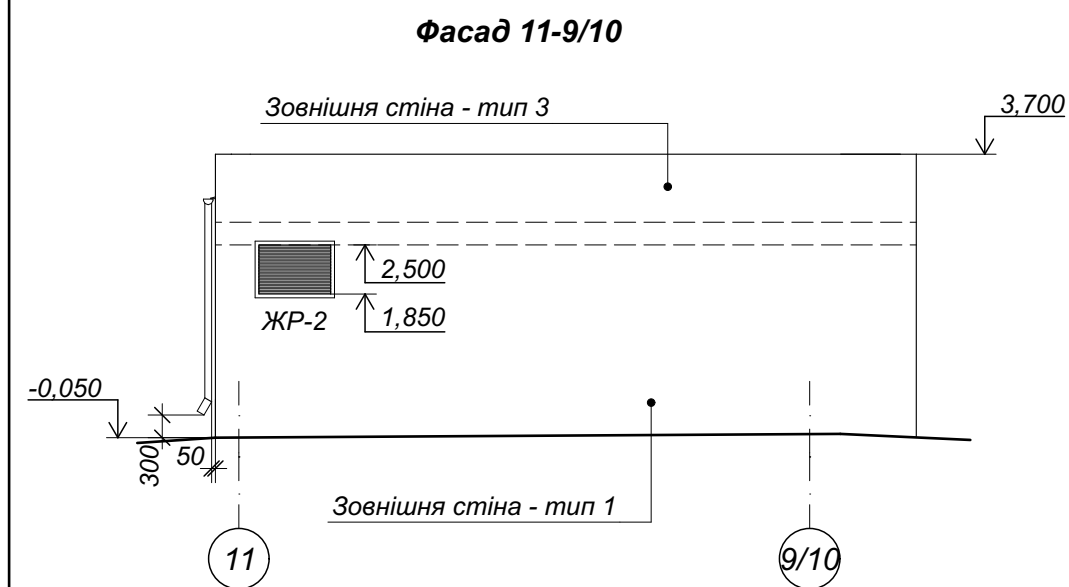 Фасад 11-9/10
Зовнішня стіна - тип 3
3,700
2,500
ЖР-2
1,850
-0,050
300
50
Зовнішня стіна - тип 1
11
9/10